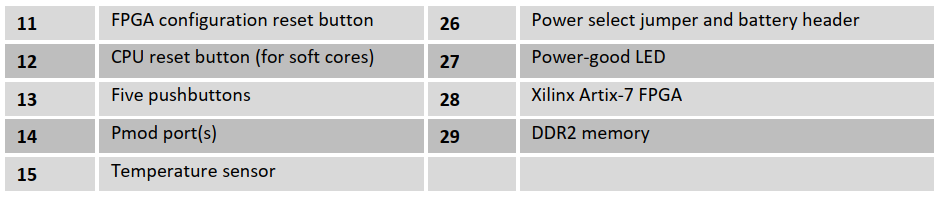 11 FPGA configuration reset button 26 Power select jumper and battery header
12 CPU reset button (for soft cores) 27 Power-good LED
13 Five pushbuttons 28 Xilinx Artix-7 FPGA
14 Pmod port(s) 29 DDR2 memory
15 Temperature sensor